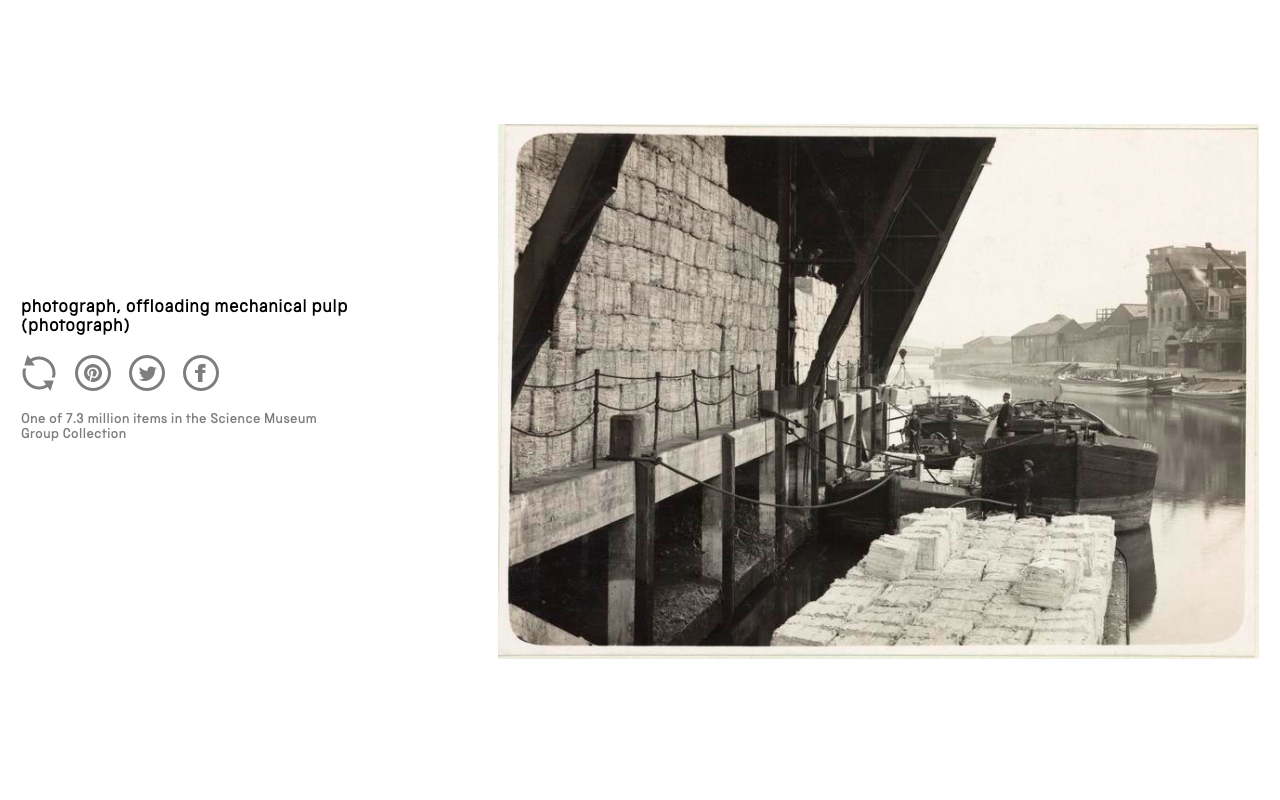 photograph, offloading mechanical pulp
(photograph)
One of 7.3 million items in the Science Museum
Group Collection